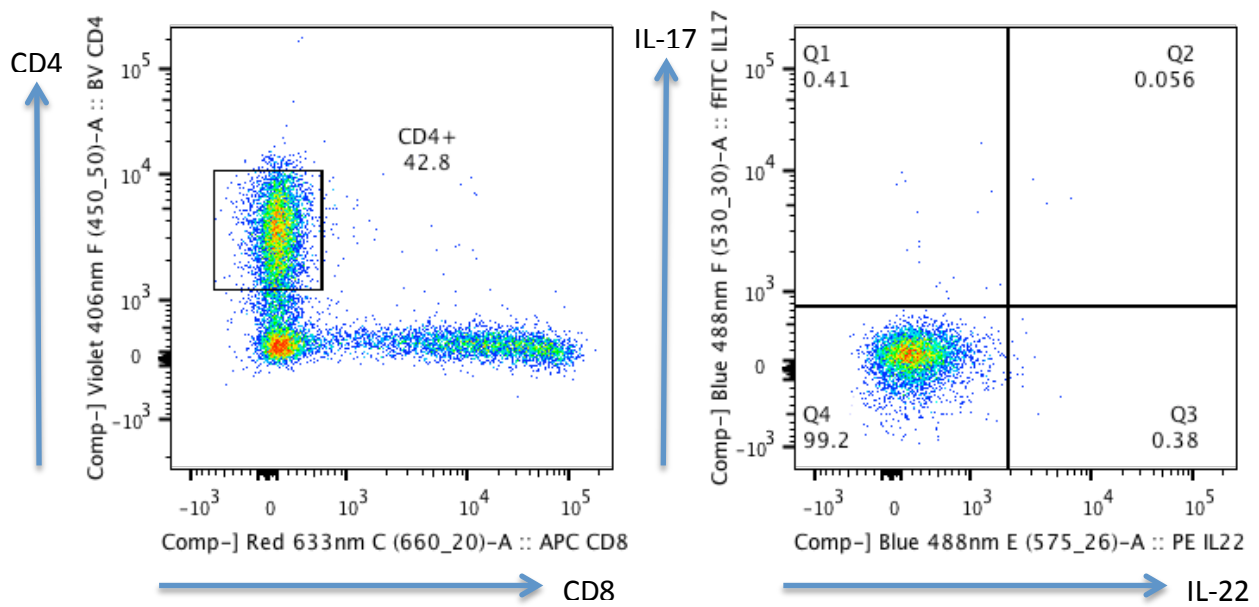 CD4
Comp-] Violet 406nm F (450_50)-A :: BV CD4
10^5
10^4
10^3
0
-10^3
CD4+
42.8
-10^3
0
10^3
10^4
10^5
Comp-] Red 633nm C (660_20)-A :: APC CD8
CD8
IL-17
Comp-] Blue 488nm F (530_30)-A :: fFITC IL17
10^5
10^4
10^3
0
-10^3
Q1
0.41
Q2
0.056
Q4
99.2
Q3
0.38
-10^3
0
10^3
10^4
10^5
Comp-] Blue 488nm E (575_26)-A :: PE IL22
IL-22